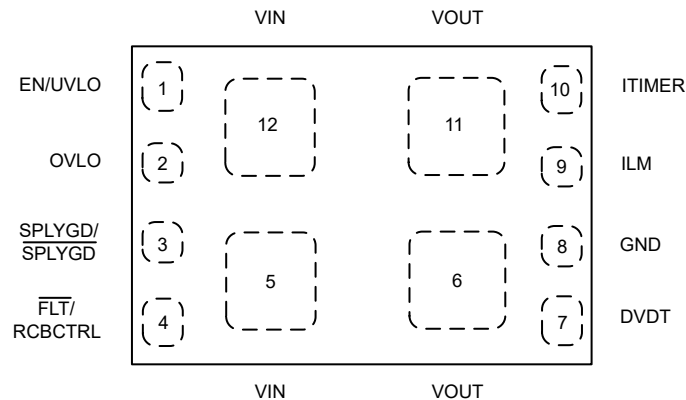 VIN VOUT
EN/UVLO 1 12 11 10 ITIMER
OVLO 2 9 ILM
SPLYGD/
SPLYGD 3 8 GND
5 6
FLT/
RCBCTRL 4 7 DVDT
VIN VOUT